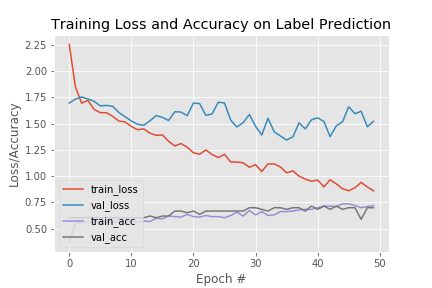 Training Loss and Accuracy on Label Prediction
2.25
2.00
1.75
1.50
1.25
1.00
0.75
0.50
Loss/Accuracy
train_loss
val_loss
train_acc
val_acc
0 10 20 30 40 50
Epoch #